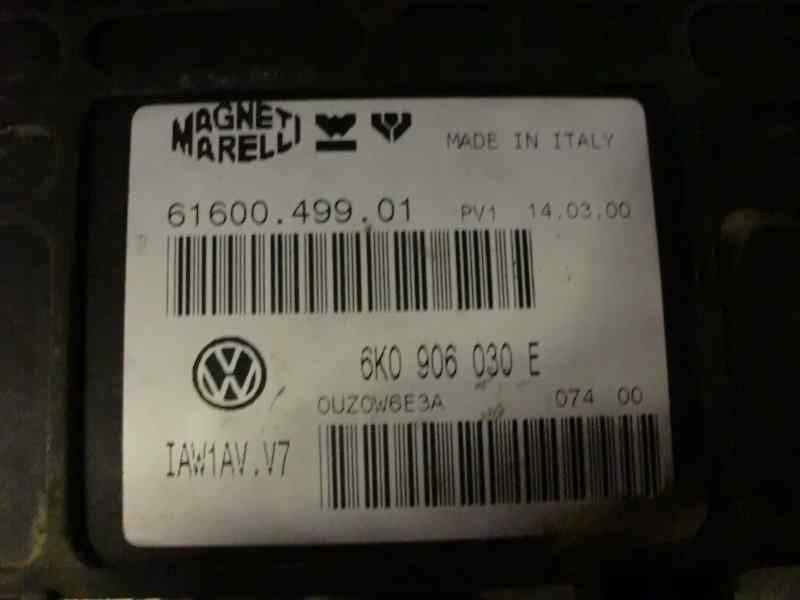 MAGNETI
MARELLI
MADE IN ITALY
61600.499.01 PV1 14.03.00
6K0 906 030 E
0UZ0W6E3A 074 00
IAW1AV.V7